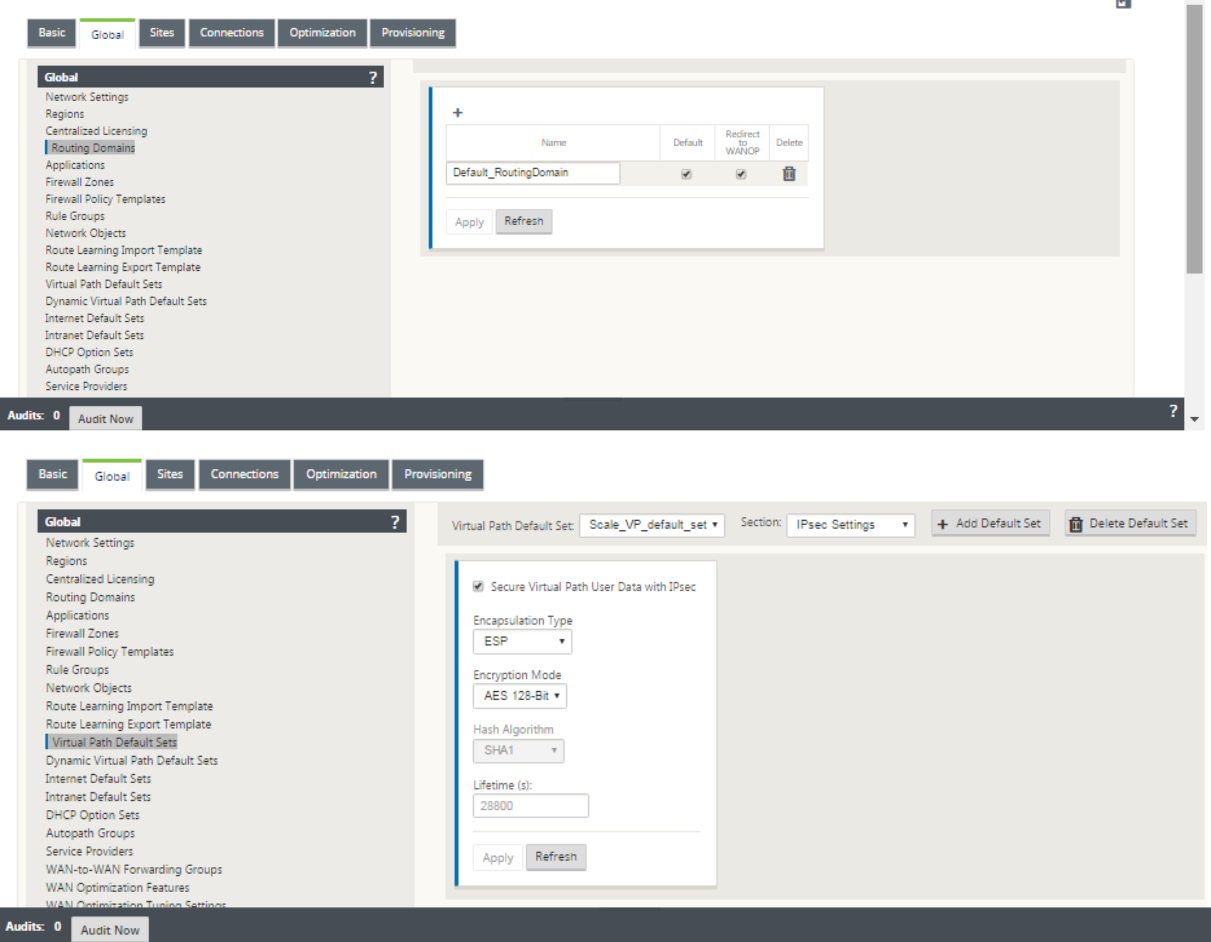 Basic Global Sites Connections Optimization Provisioning
Global ?
Network Settings
Regions
Centralized Licensing
Routing Domains
Applications
Firewall Zones
Firewall Policy Templates
Rule Groups
Network Objects
Route Learning Import Template
Route Learning Export Template
Virtual Path Default Sets
Dynamic Virtual Path Default Sets
Internet Default Sets
Intranet Default Sets
DHCP Option Sets
Autopath Groups
Service Providers
+
Name Default Redirect to WANOP Delete
Default_RoutingDomain
Apply Refresh
Audits: 0 Audit Now ?
Basic Global Sites Connections Optimization Provisioning
Global ?
Network Settings
Regions
Centralized Licensing
Routing Domains
Applications
Firewall Zones
Firewall Policy Templates
Rule Groups
Network Objects
Route Learning Import Template
Route Learning Export Template
Virtual Path Default Sets
Dynamic Virtual Path Default Sets
Internet Default Sets
Intranet Default Sets
DHCP Option Sets
Autopath Groups
Service Providers
WAN-to-WAN Forwarding Groups
WAN Optimization Features
WAN Optimization Tuning Settings
Virtual Path Default Set: Scale_VP_default_set Section: IPsec Settings + Add Default Set Delete Default Set
Secure Virtual Path User Data with IPsec
Encapsulation Type
ESP
Encryption Mode
AES 128-Bit
Hash Algorithm
SHA1
Lifetime (s):
28800
Apply Refresh
Audits: 0 Audit Now